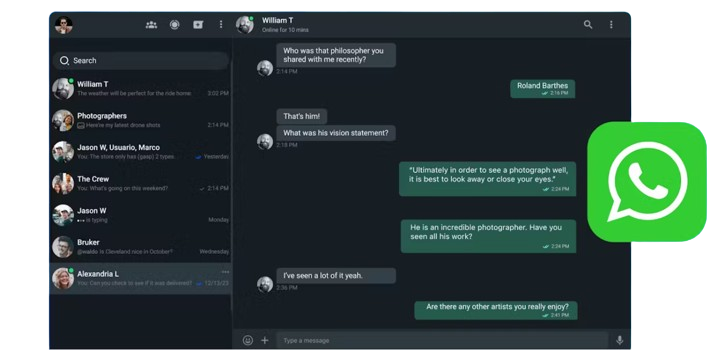 Search
William T
The weather will be perfect for the ride home
3:02 PM
Photographers
Here're my latest drone shots
2:14 PM
Jason W, Usuario, Marco
You: The store only has (gasp) 2 types..
Yesterday
The Crew
You: What's going on this weekend?
2:14 PM
Jason W
is typing
Monday
Bruker
@waldo Is Cleveland nice in October?
Wednesday
Alexandria L
You: Can you check to see if it was delivered?
12/13/23
William T
Online for 10 mins
Who was that philosopher you
shared with me recently?
2:14 PM
Roland Barthes
2:16 PM
That's him!
What was his vision statement?
2:18 PM
“Ultimately in order to see a photograph well,
it is best to look away or close your eyes.”
2:24 PM
He is an incredible photographer. Have you
seen all his work?
2:24 PM
I've seen a lot of it yeah.
2:36 PM
Are there any other artists you really enjoy?
2:41 PM
Type a message